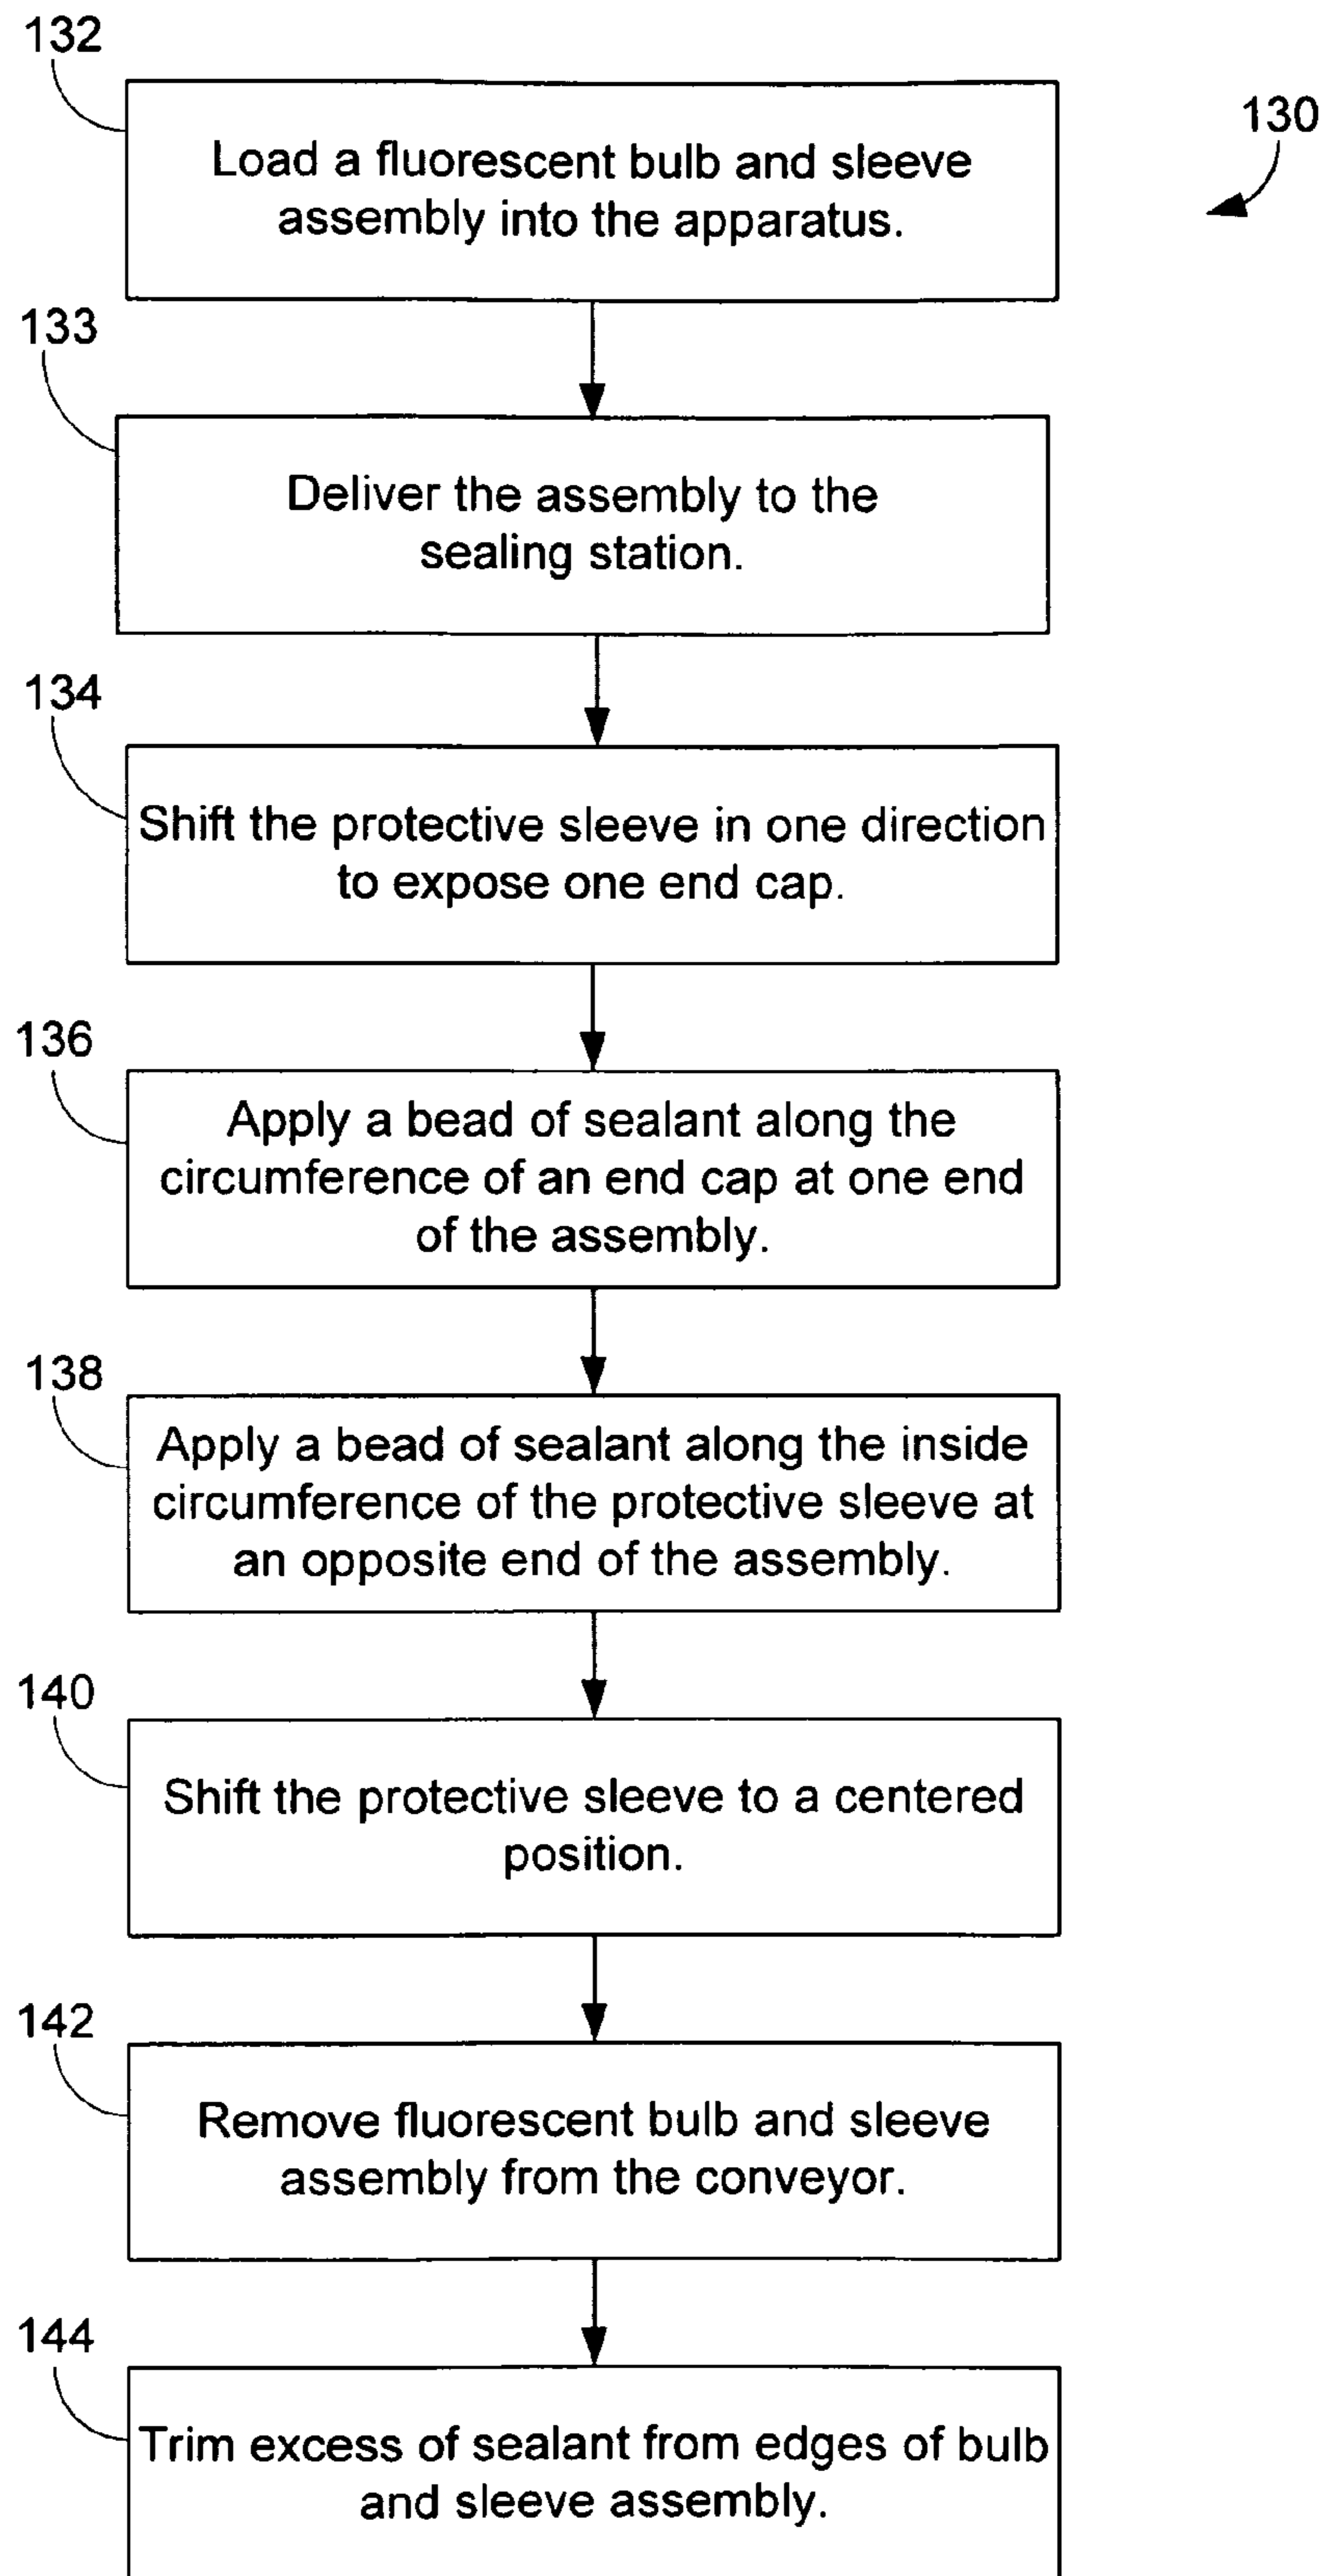 132
130
Load a fluorescent bulb and sleeve
assembly into the apparatus.
133
Deliver the assembly to the
sealing station.
134
Shift the protective sleeve in one direction
to expose one end cap.
136
Apply a bead of sealant along the
circumference of an end cap at one end
of the assembly.
138
Apply a bead of sealant along the inside
circumference of the protective sleeve at
an opposite end of the assembly.
140
Shift the protective sleeve to a centered
position.
142
Remove fluorescent bulb and sleeve
assembly from the conveyor.
144
Trim excess of sealant from edges of bulb
and sleeve assembly.